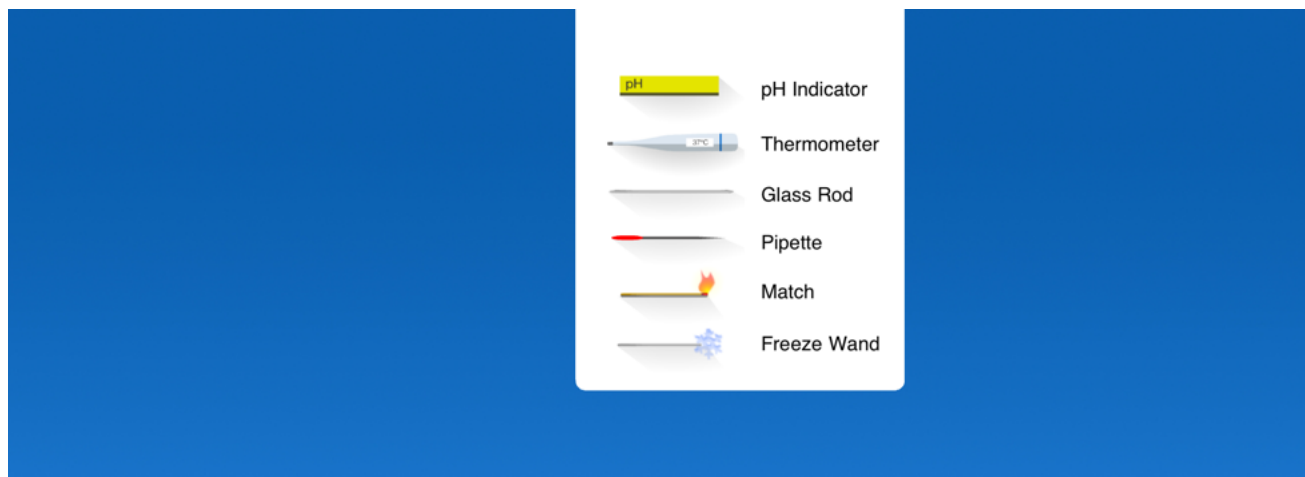 pH
pH Indicator
37°C
Thermometer
Glass Rod
Pipette
Match
Freeze Wand